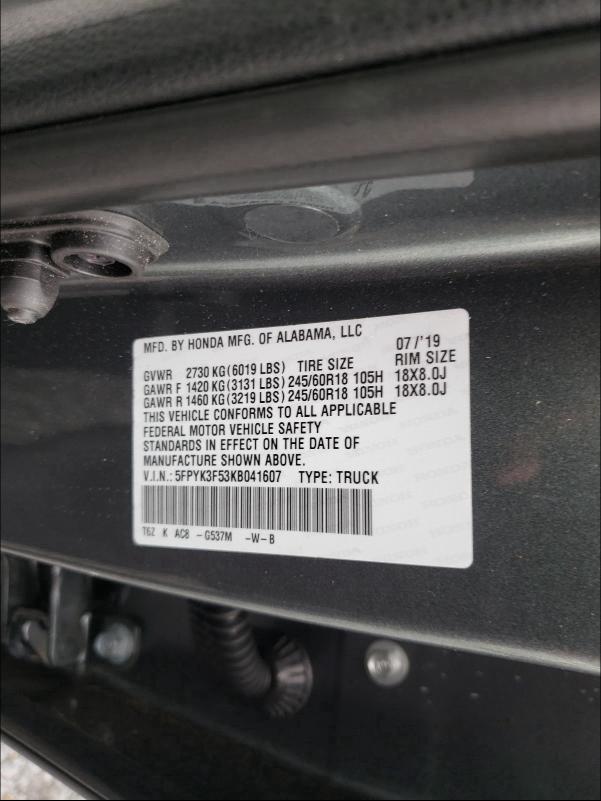 MFD. BY HONDA MFG. OF ALABAMA, LLC 07/'19
GVWR 2730 KG(6019 LBS) TIRE SIZE RIM SIZE
GAWR F 1420 KG(3131 LBS) 245/60R18 105H 18X8.0J
GAWR R 1460 KG(3219 LBS) 245/60R18 105H 18X8.0J
THIS VEHICLE CONFORMS TO ALL APPLICABLE
FEDERAL MOTOR VEHICLE SAFETY
STANDARDS IN EFFECT ON THE DATE OF
MANUFACTURE SHOWN ABOVE.
V.I.N.: 5FPYK3F53KB041607 TYPE: TRUCK
T6Z K AC8 -G537M -W-B